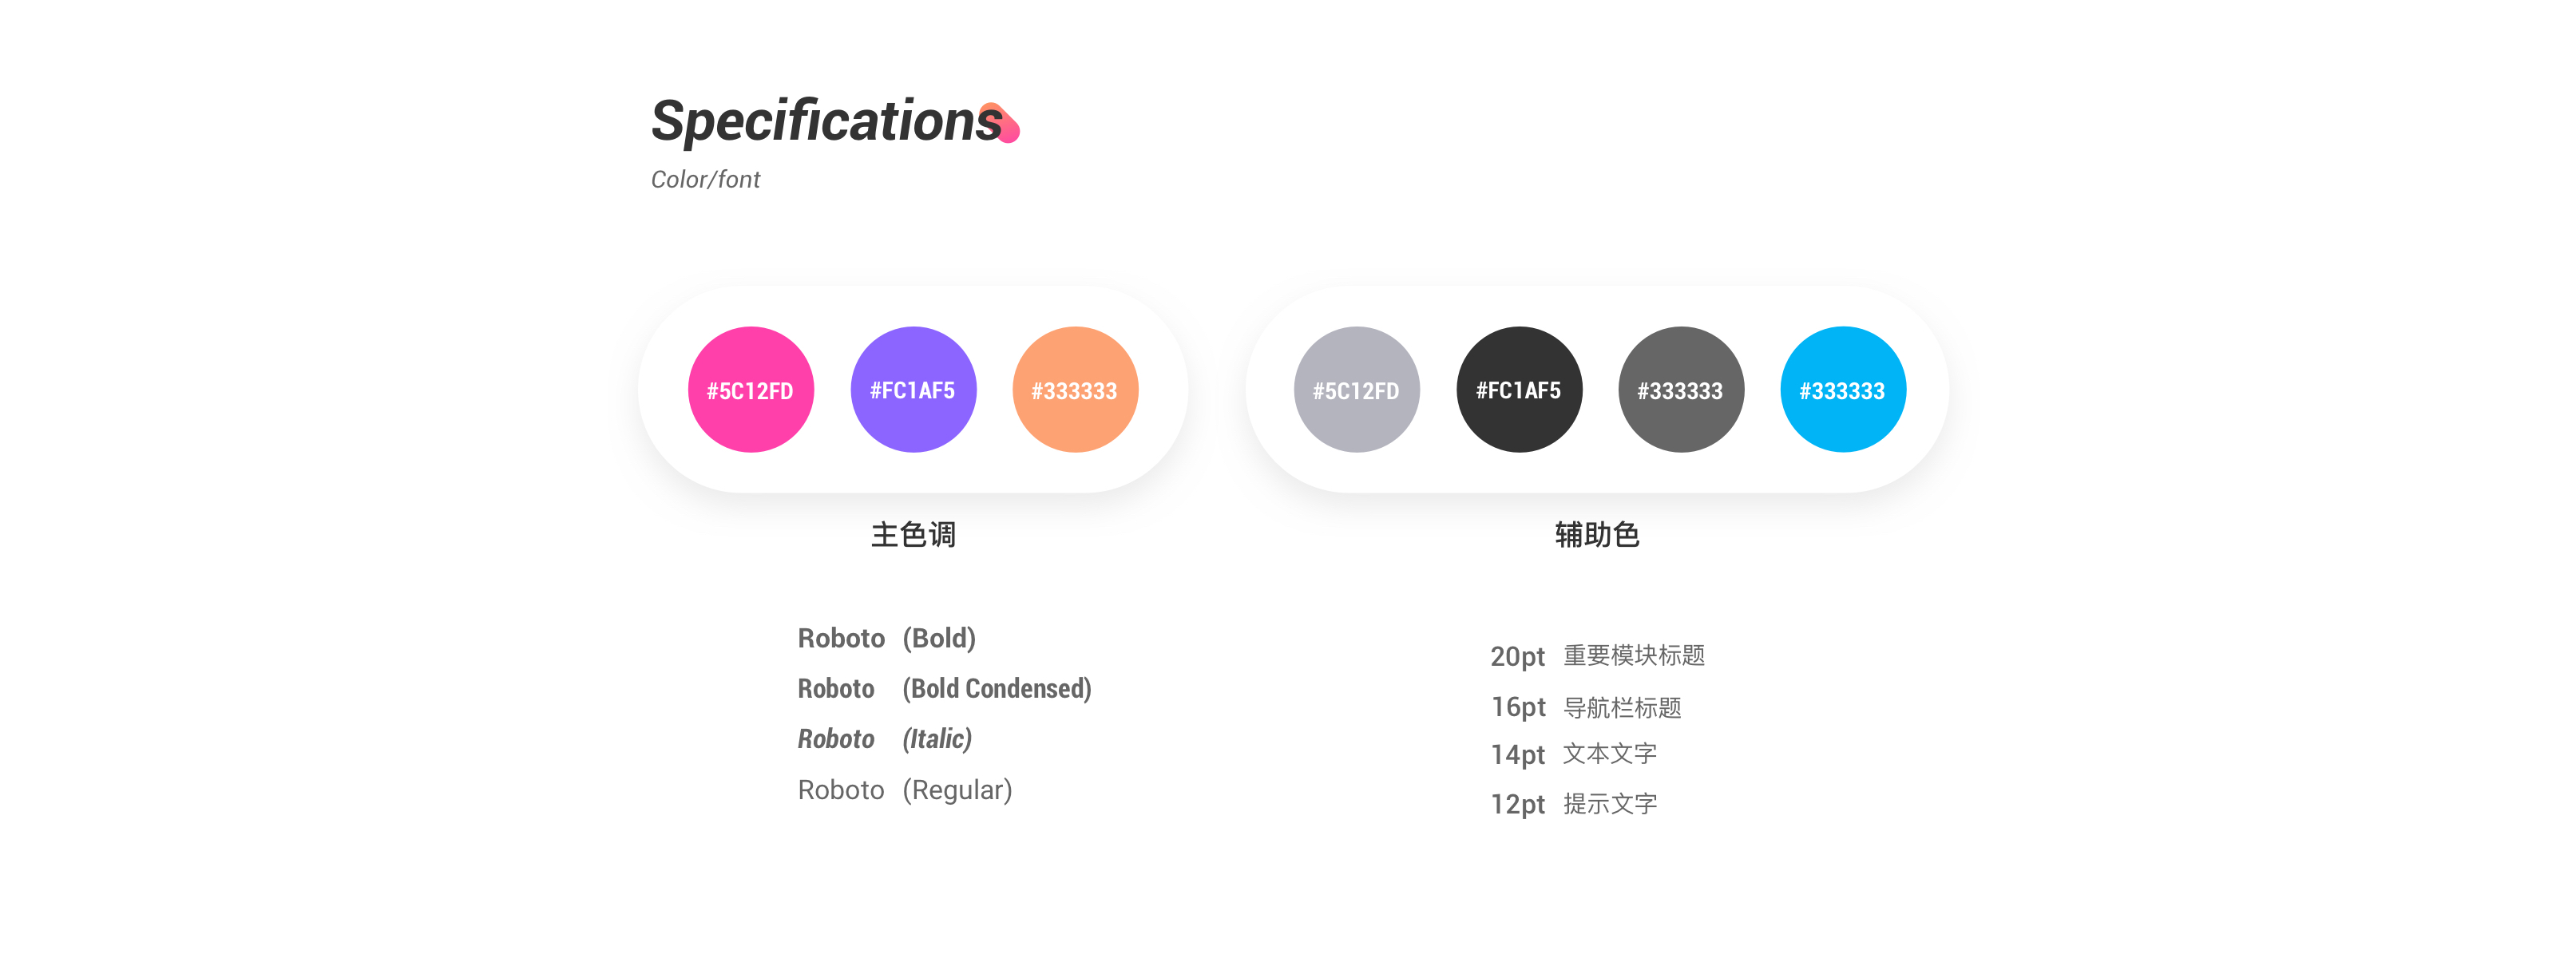 Specifications
Color/font
#5C12FD #FC1AF5 #333333
主色调
#5C12FD #FC1AF5 #333333 #333333
辅助色
Roboto (Bold)
Roboto (Bold Condensed)
Roboto (Italic)
Roboto (Regular)
20pt 重要模块标题
16pt 导航栏标题
14pt 文本文字
12pt 提示文字